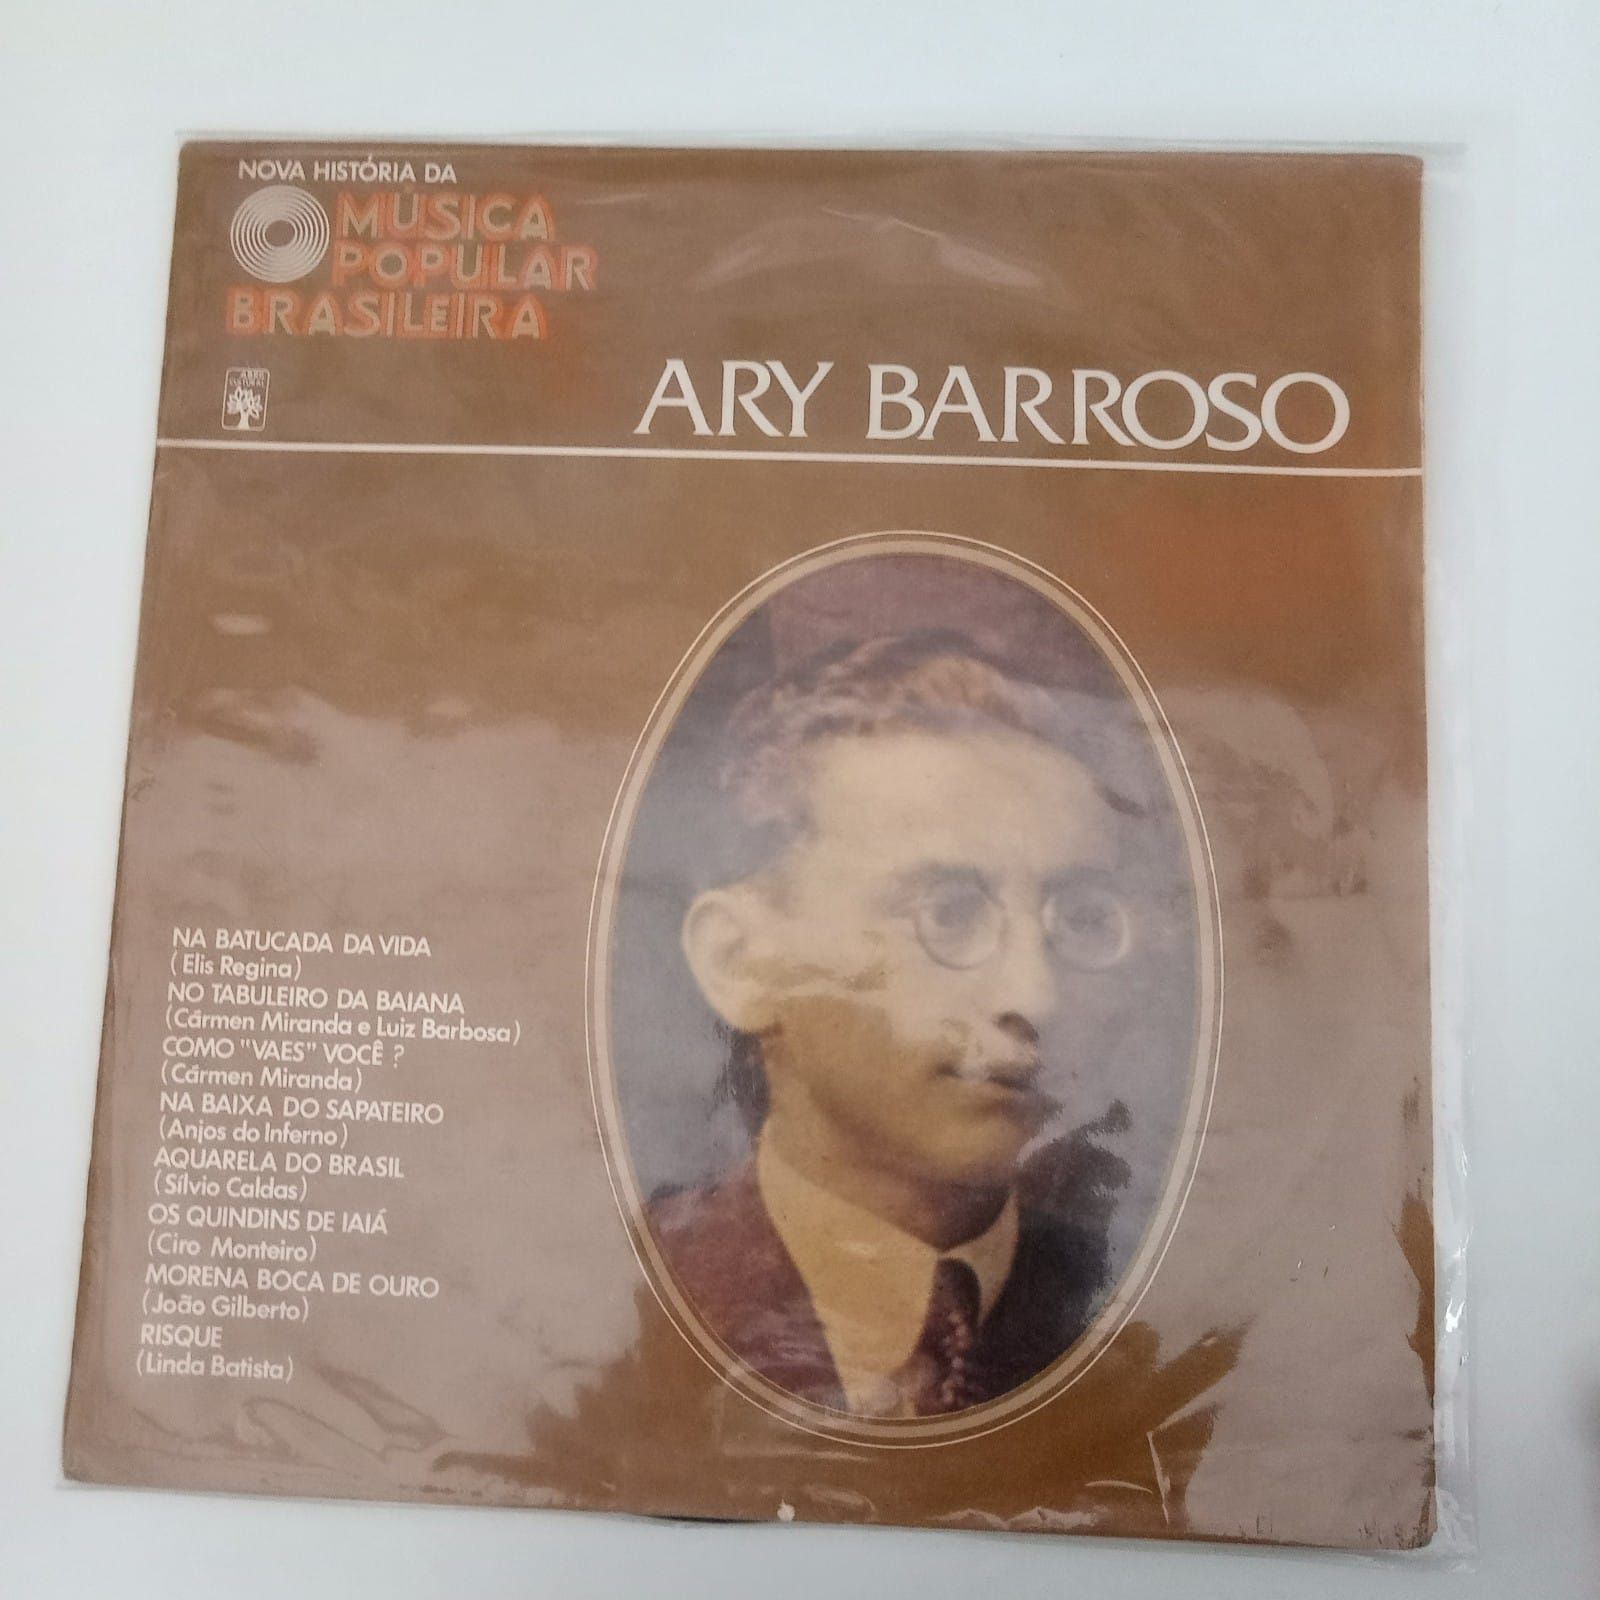 NOVA HISTÓRIA DA
MÚSICA
POPULAR
BRASILEIRA
ABRIL
CULTURAL
ARY BARROSO
NA BATUCADA DA VIDA
(Elis Regina)
NO TABULEIRO DA BAIANA
(Cármen Miranda e Luiz Barbosa)
COMO "VAES" VOCÊ?
(Cármen Miranda)
NA BAIXA DO SAPATEIRO
(Anjos do Inferno)
AQUARELA DO BRASIL
(Sílvio Caldas)
OS QUINDINS DE IAIÁ
(Ciro Monteiro)
MORENA BOCA DE OURO
(João Gilberto)
RISQUE
(Linda Batista)